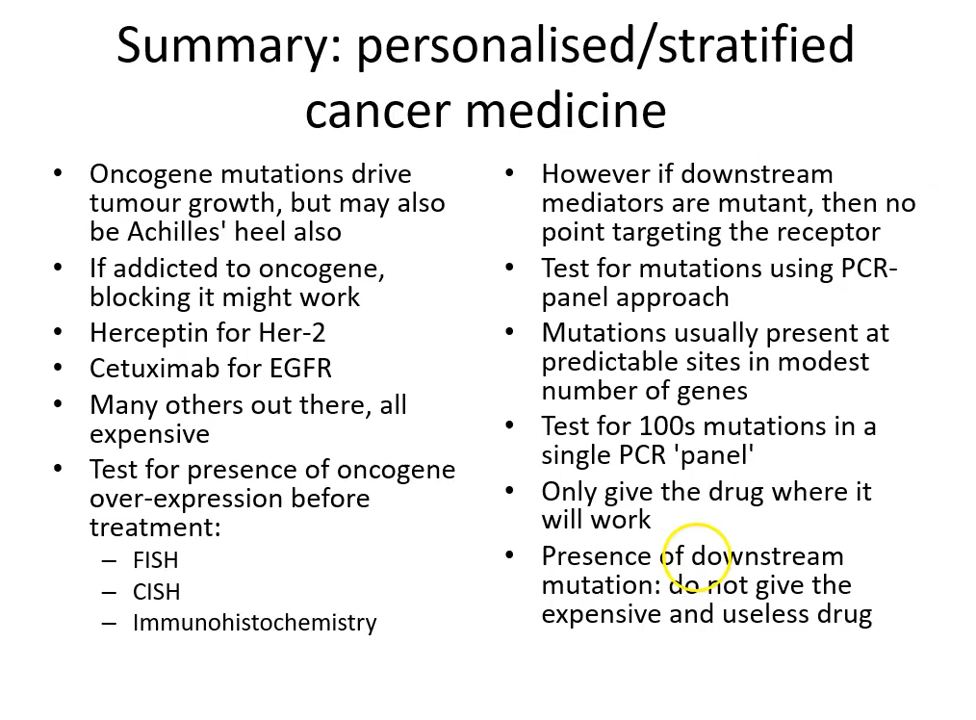 Summary: personalised/stratified
cancer medicine
• Oncogene mutations drive
tumour growth, but may also
be Achilles' heel also
• If addicted to oncogene,
blocking it might work
• Herceptin for Her-2
• Cetuximab for EGFR
• Many others out there, all
expensive
• Test for presence of oncogene
over-expression before
treatment:
– FISH
– CISH
– Immunohistochemistry
• However if downstream
mediators are mutant, then no
point targeting the receptor
• Test for mutations using PCR-
panel approach
• Mutations usually present at
predictable sites in modest
number of genes
• Test for 100s mutations in a
single PCR 'panel'
• Only give the drug where it
will work
• Presence of downstream
mutation: do not give the
expensive and useless drug